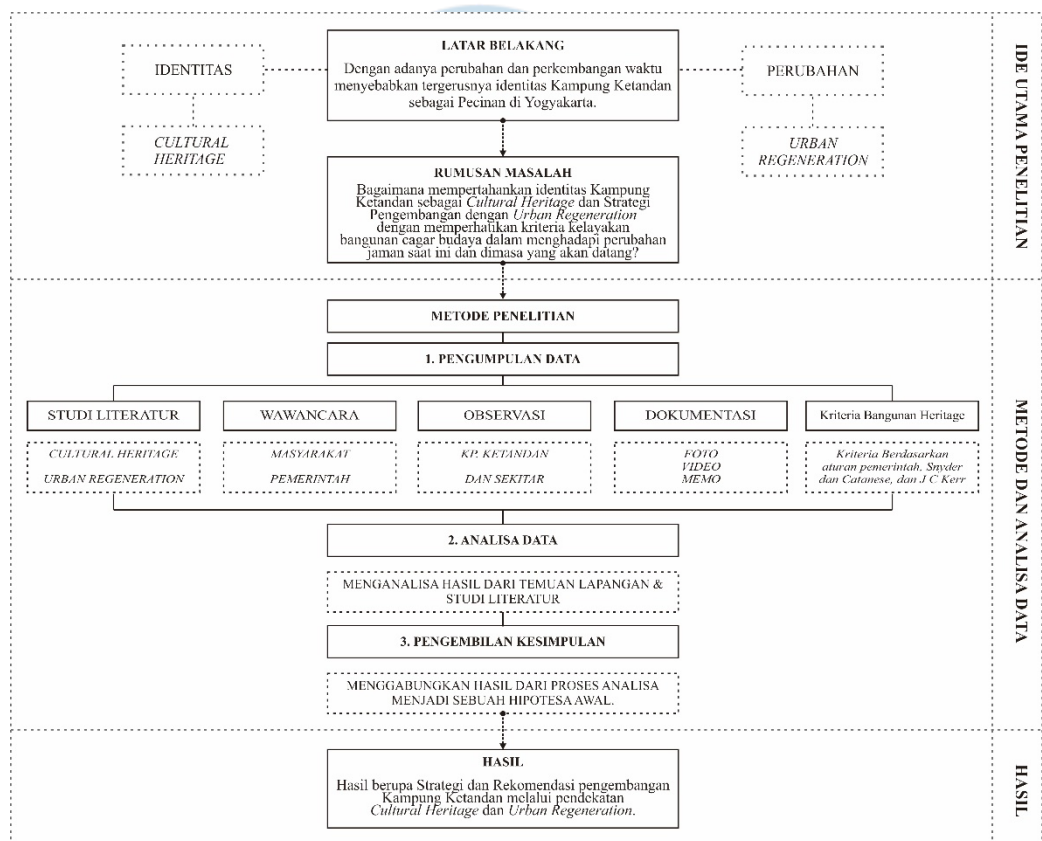 LATAR BELAKANG
Dengan adanya perubahan dan perkembangan waktu
menyebabkan tergerusnya identitas Kampung Ketandan
sebagai Pecinan di Yogyakarta.
IDENTITAS
PERUBAHAN
CULTURAL
HERITAGE
URBAN
REGENERATION
RUMUSAN MASALAH
Bagaimana mempertahankan identitas Kampung
Ketandan sebagai Cultural Heritage dan Strategi
Pengembangan dengan Urban Regeneration
dengan memperhatikan kriteria kelayakan
bangunan cagar budaya dalam menghadapi perubahan
jaman saat ini dan dimasa yang akan datang?
IDE UTAMA PENELITIAN
METODE PENELITIAN
1. PENGUMPULAN DATA
STUDI LITERATUR
WAWANCARA
OBSERVASI
DOKUMENTASI
Kriteria Bangunan Heritage
CULTURAL HERITAGE
URBAN REGENERATION
MASYARAKAT
PEMERINTAH
KP. KETANDAN
DAN SEKITAR
FOTO
VIDEO
MEMO
Kriteria Berdasarkan
aturan pemerintah, Snyder
dan Catanese, dan J C Kerr
2. ANALISA DATA
MENGANALISA HASIL DARI TEMUAN LAPANGAN &
STUDI LITERATUR
3. PENGEMBILAN KESIMPULAN
MENGGABUNGKAN HASIL DARI PROSES ANALISA
MENJADI SEBUAH HIPOTESA AWAL.
METODE DAN ANALISA DATA
HASIL
Hasil berupa Strategi dan Rekomendasi pengembangan
Kampung Ketandan melalui pendekatan
Cultural Heritage dan Urban Regeneration.
HASIL